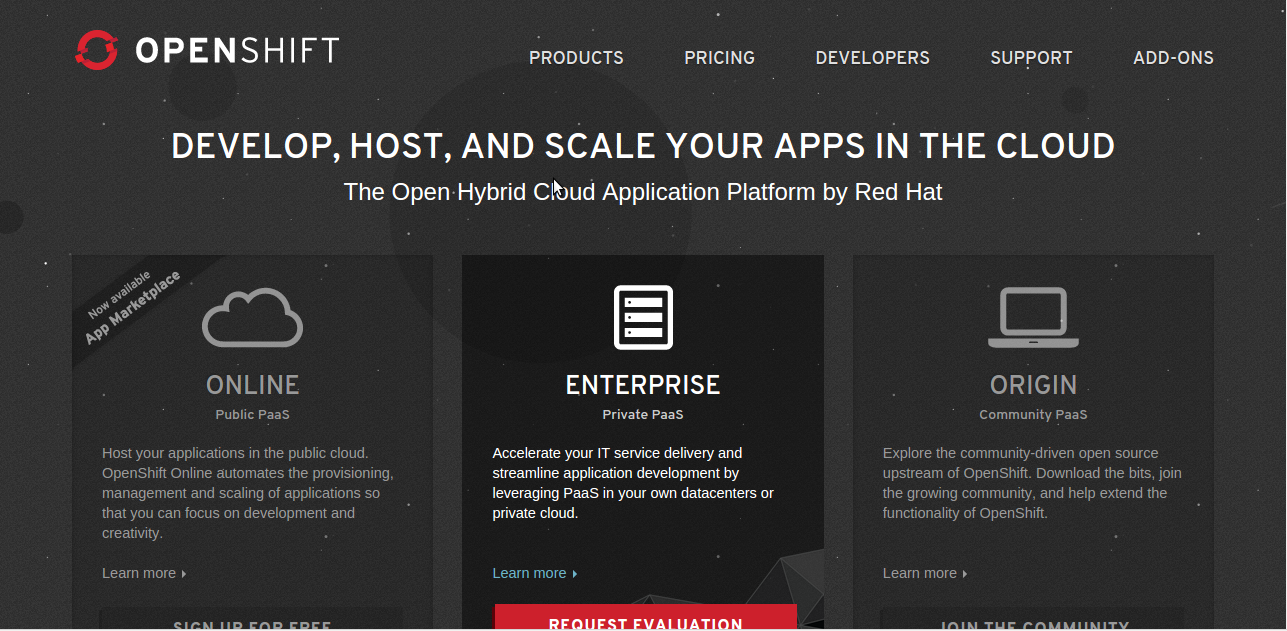 OPENSHIFT
PRODUCTS PRICING DEVELOPERS SUPPORT ADD-ONS
DEVELOP, HOST, AND SCALE YOUR APPS IN THE CLOUD
The Open Hybrid Cloud Application Platform by Red Hat
Now available
App Marketplace
ONLINE
Public PaaS
Host your applications in the public cloud.
OpenShift Online automates the provisioning,
management and scaling of applications so
that you can focus on development and
creativity.
Learn more
SIGN UP FOR FREE
ENTERPRISE
Private PaaS
Accelerate your IT service delivery and
streamline application development by
leveraging PaaS in your own datacenters or
private cloud.
Learn more
REQUEST EVALUATION
ORIGIN
Community PaaS
Explore the community-driven open source
upstream of OpenShift. Download the bits, join
the growing community, and help extend the
functionality of OpenShift.
Learn more
JOIN THE COMMUNITY